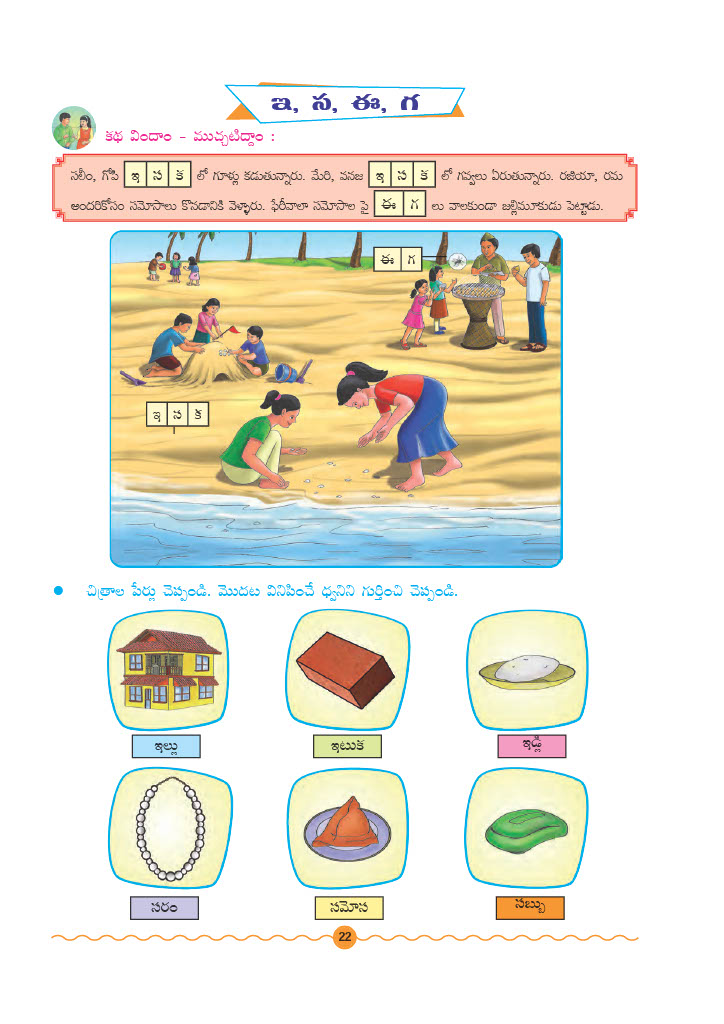 ఇ, స, ఈ, గ
కథ విందాం – ముచ్చటిద్దాం :
సలీం, గోపి ఇ స క లో గూళ్లు కడుతున్నారు. మేరి, వనజ ఇ స క లో గవ్వలు ఏరుతున్నారు. రజియా, రమ
అందరికోసం సమోసాలు కొనడానికి వెళ్ళారు. ఫేరీవాలా సమోసాల పై ఈ గ లు వాలకుండా జల్లిమూకుడు పెట్టాడు.
ఈ గ
ఇ స క
● చిత్రాల పేర్లు చెప్పండి. మొదట వినిపించే ధ్వనిని గుర్తించి చెప్పండి.
ఇల్లు ఇటుక ఇడ్లి
సరం సమోస సబ్బు
22